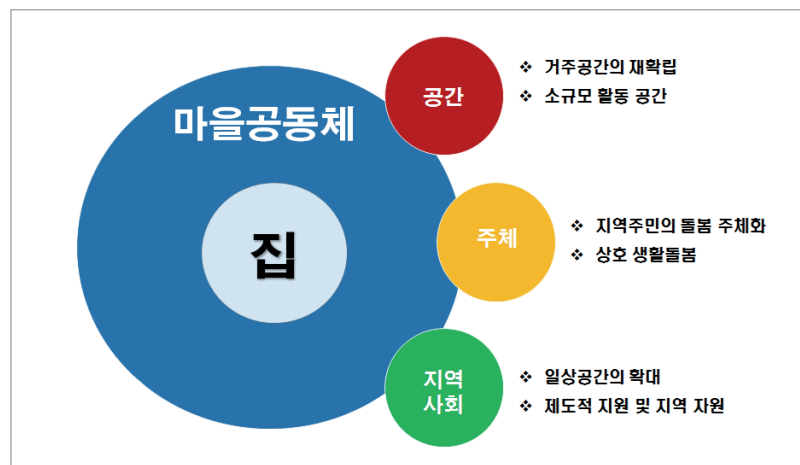 마을공동체
집
공간
❖ 거주공간의 재확립
❖ 소규모 활동 공간
주체
❖ 지역주민의 돌봄 주체화
❖ 상호 생활돌봄
지역
사회
❖ 일상공간의 확대
❖ 제도적 지원 및 지역 자원